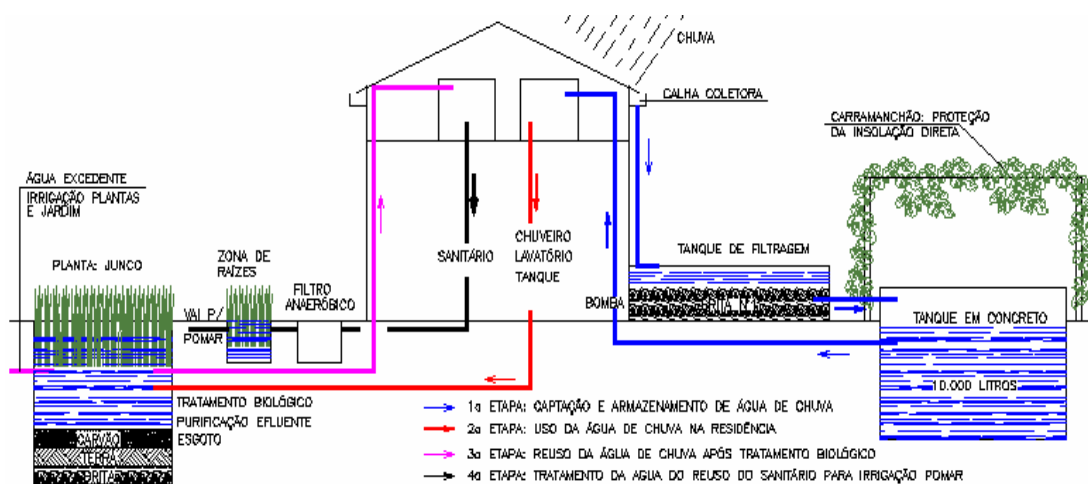 CHUVA
CALHA COLETORA
CARRAMANCHÃO: PROTEÇÃO
DA INSOLAÇÃO DIRETA
ÁGUA EXCEDENTE
IRRIGAÇÃO PLANTAS
E JARDIM
PLANTA: JUNCO
ZONA DE
RAÍZES
FILTRO
ANAERÓBICO
VAI P/
POMAR
SANITÁRIO
CHUVEIRO
LAVATÓRIO
TANQUE
TANQUE DE FILTRAGEM
BOMBA
BRITA Nº
TANQUE EM CONCRETO
10.000 LITROS
TRATAMENTO BIOLÓGICO
PURIFICAÇÃO EFLUENTE
ESGOTO
CARVÃO
TERRA
BRITA
1a ETAPA: CAPTAÇÃO E ARMAZENAMENTO DE ÁGUA DE CHUVA
2a ETAPA: USO DA ÁGUA DE CHUVA NA RESIDÊNCIA
3a ETAPA: REUSO DA ÁGUA DE CHUVA APÓS TRATAMENTO BIOLÓGICO
4a ETAPA: TRATAMENTO DA AGUA DO REUSO DO SANITÁRIO PARA IRRIGAÇÃO POMAR